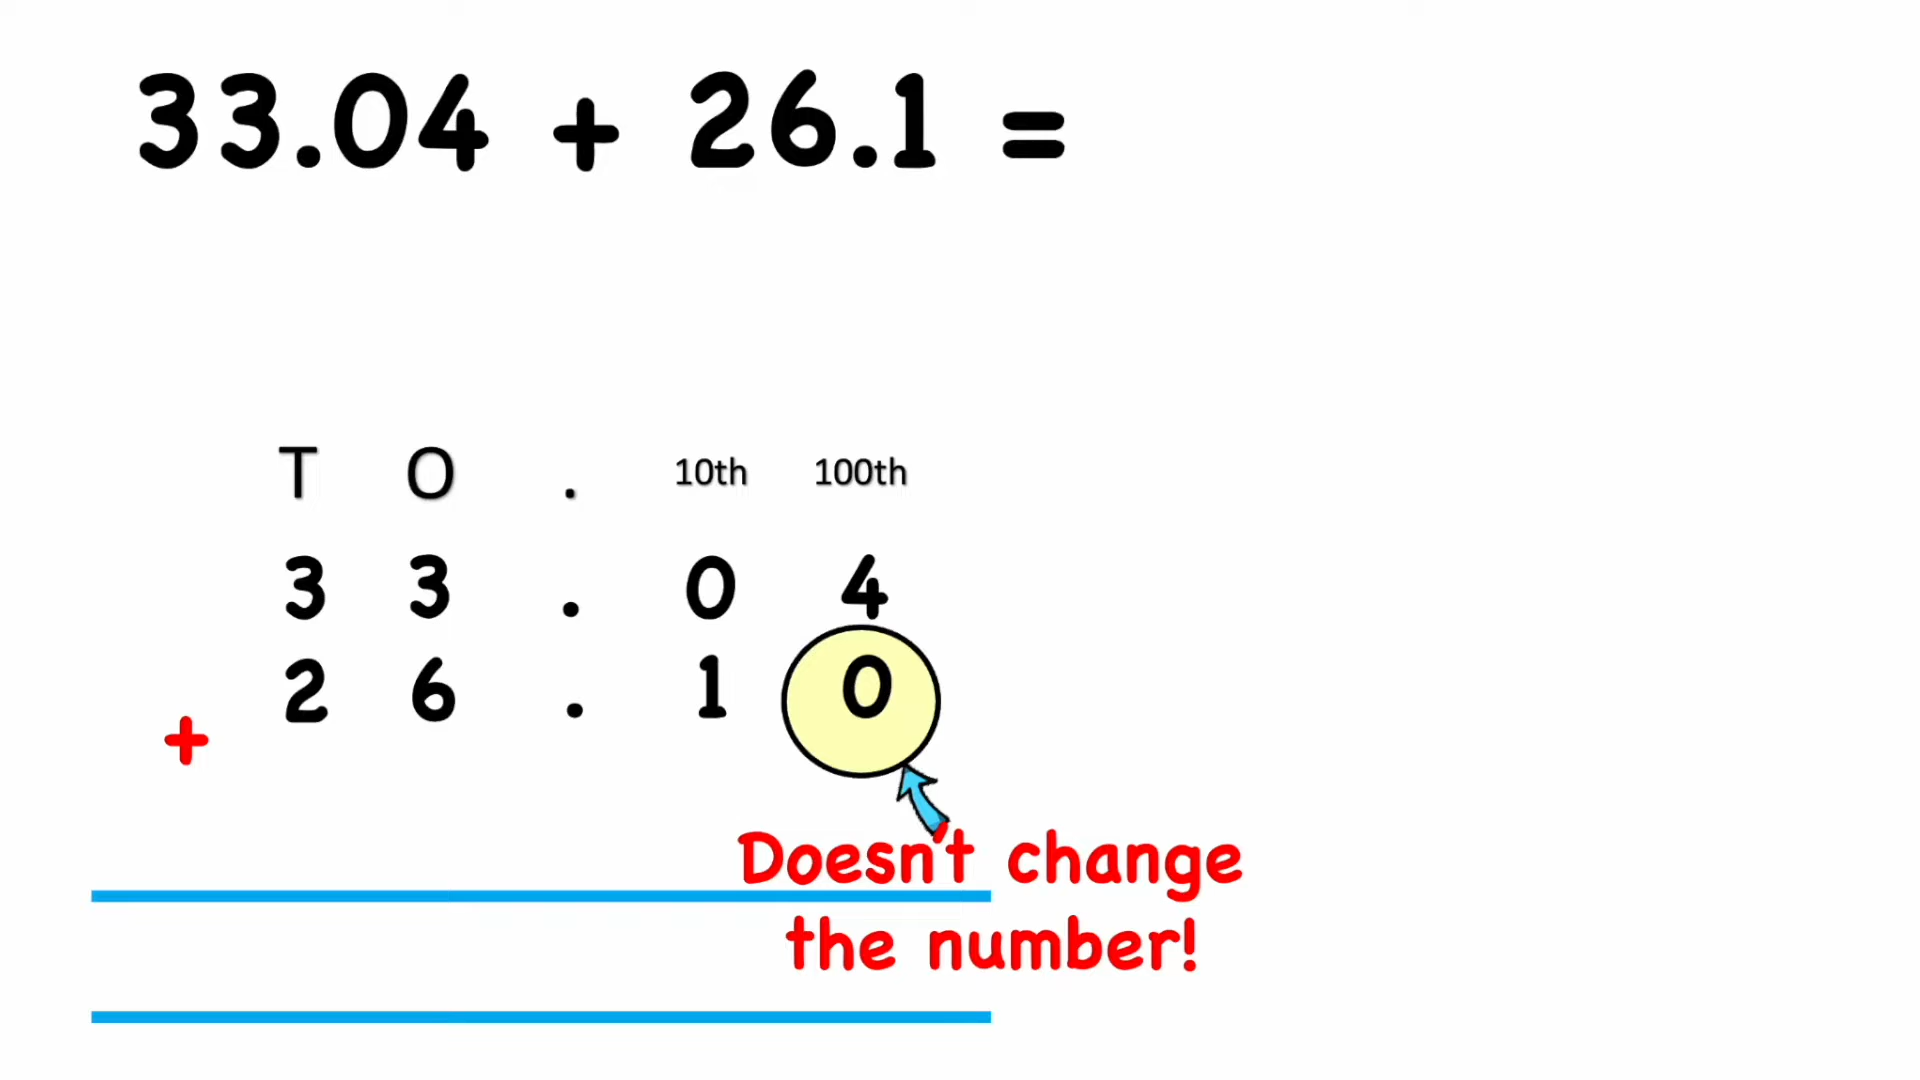 33.04 + 26.1 =
T O . 10th 100th
3 3 . 0 4
2 6 . 1 0
+
Doesn't change
the number!